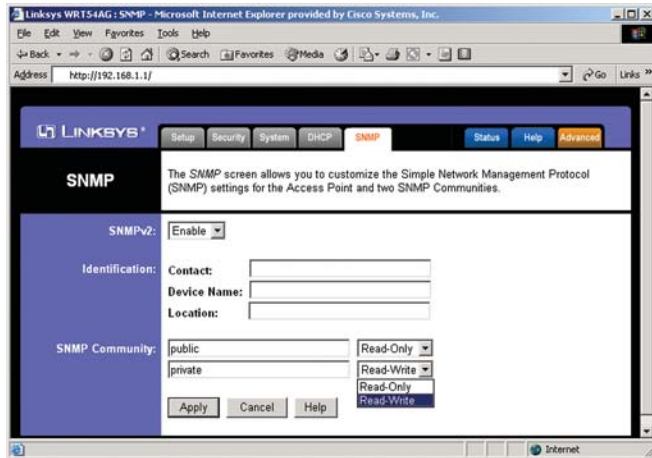 Linksys WRT54AG : SNMP - Microsoft Internet Explorer provided by Cisco Systems, Inc.
File Edit View Favorites Tools Help
Back Search Favorites Media
Address http://192.168.1.1/ Go Links »
LINKSYS® Setup Security System DHCP SNMP Status Help Advanced
SNMP
The SNMP screen allows you to customize the Simple Network Management Protocol
(SNMP) settings for the Access Point and two SNMP Communities.
SNMPv2: Enable
Identification: Contact:
Device Name:
Location:
SNMP Community: public Read-Only
private Read-Write
Read-Only
Read-Write
Apply Cancel Help
Internet